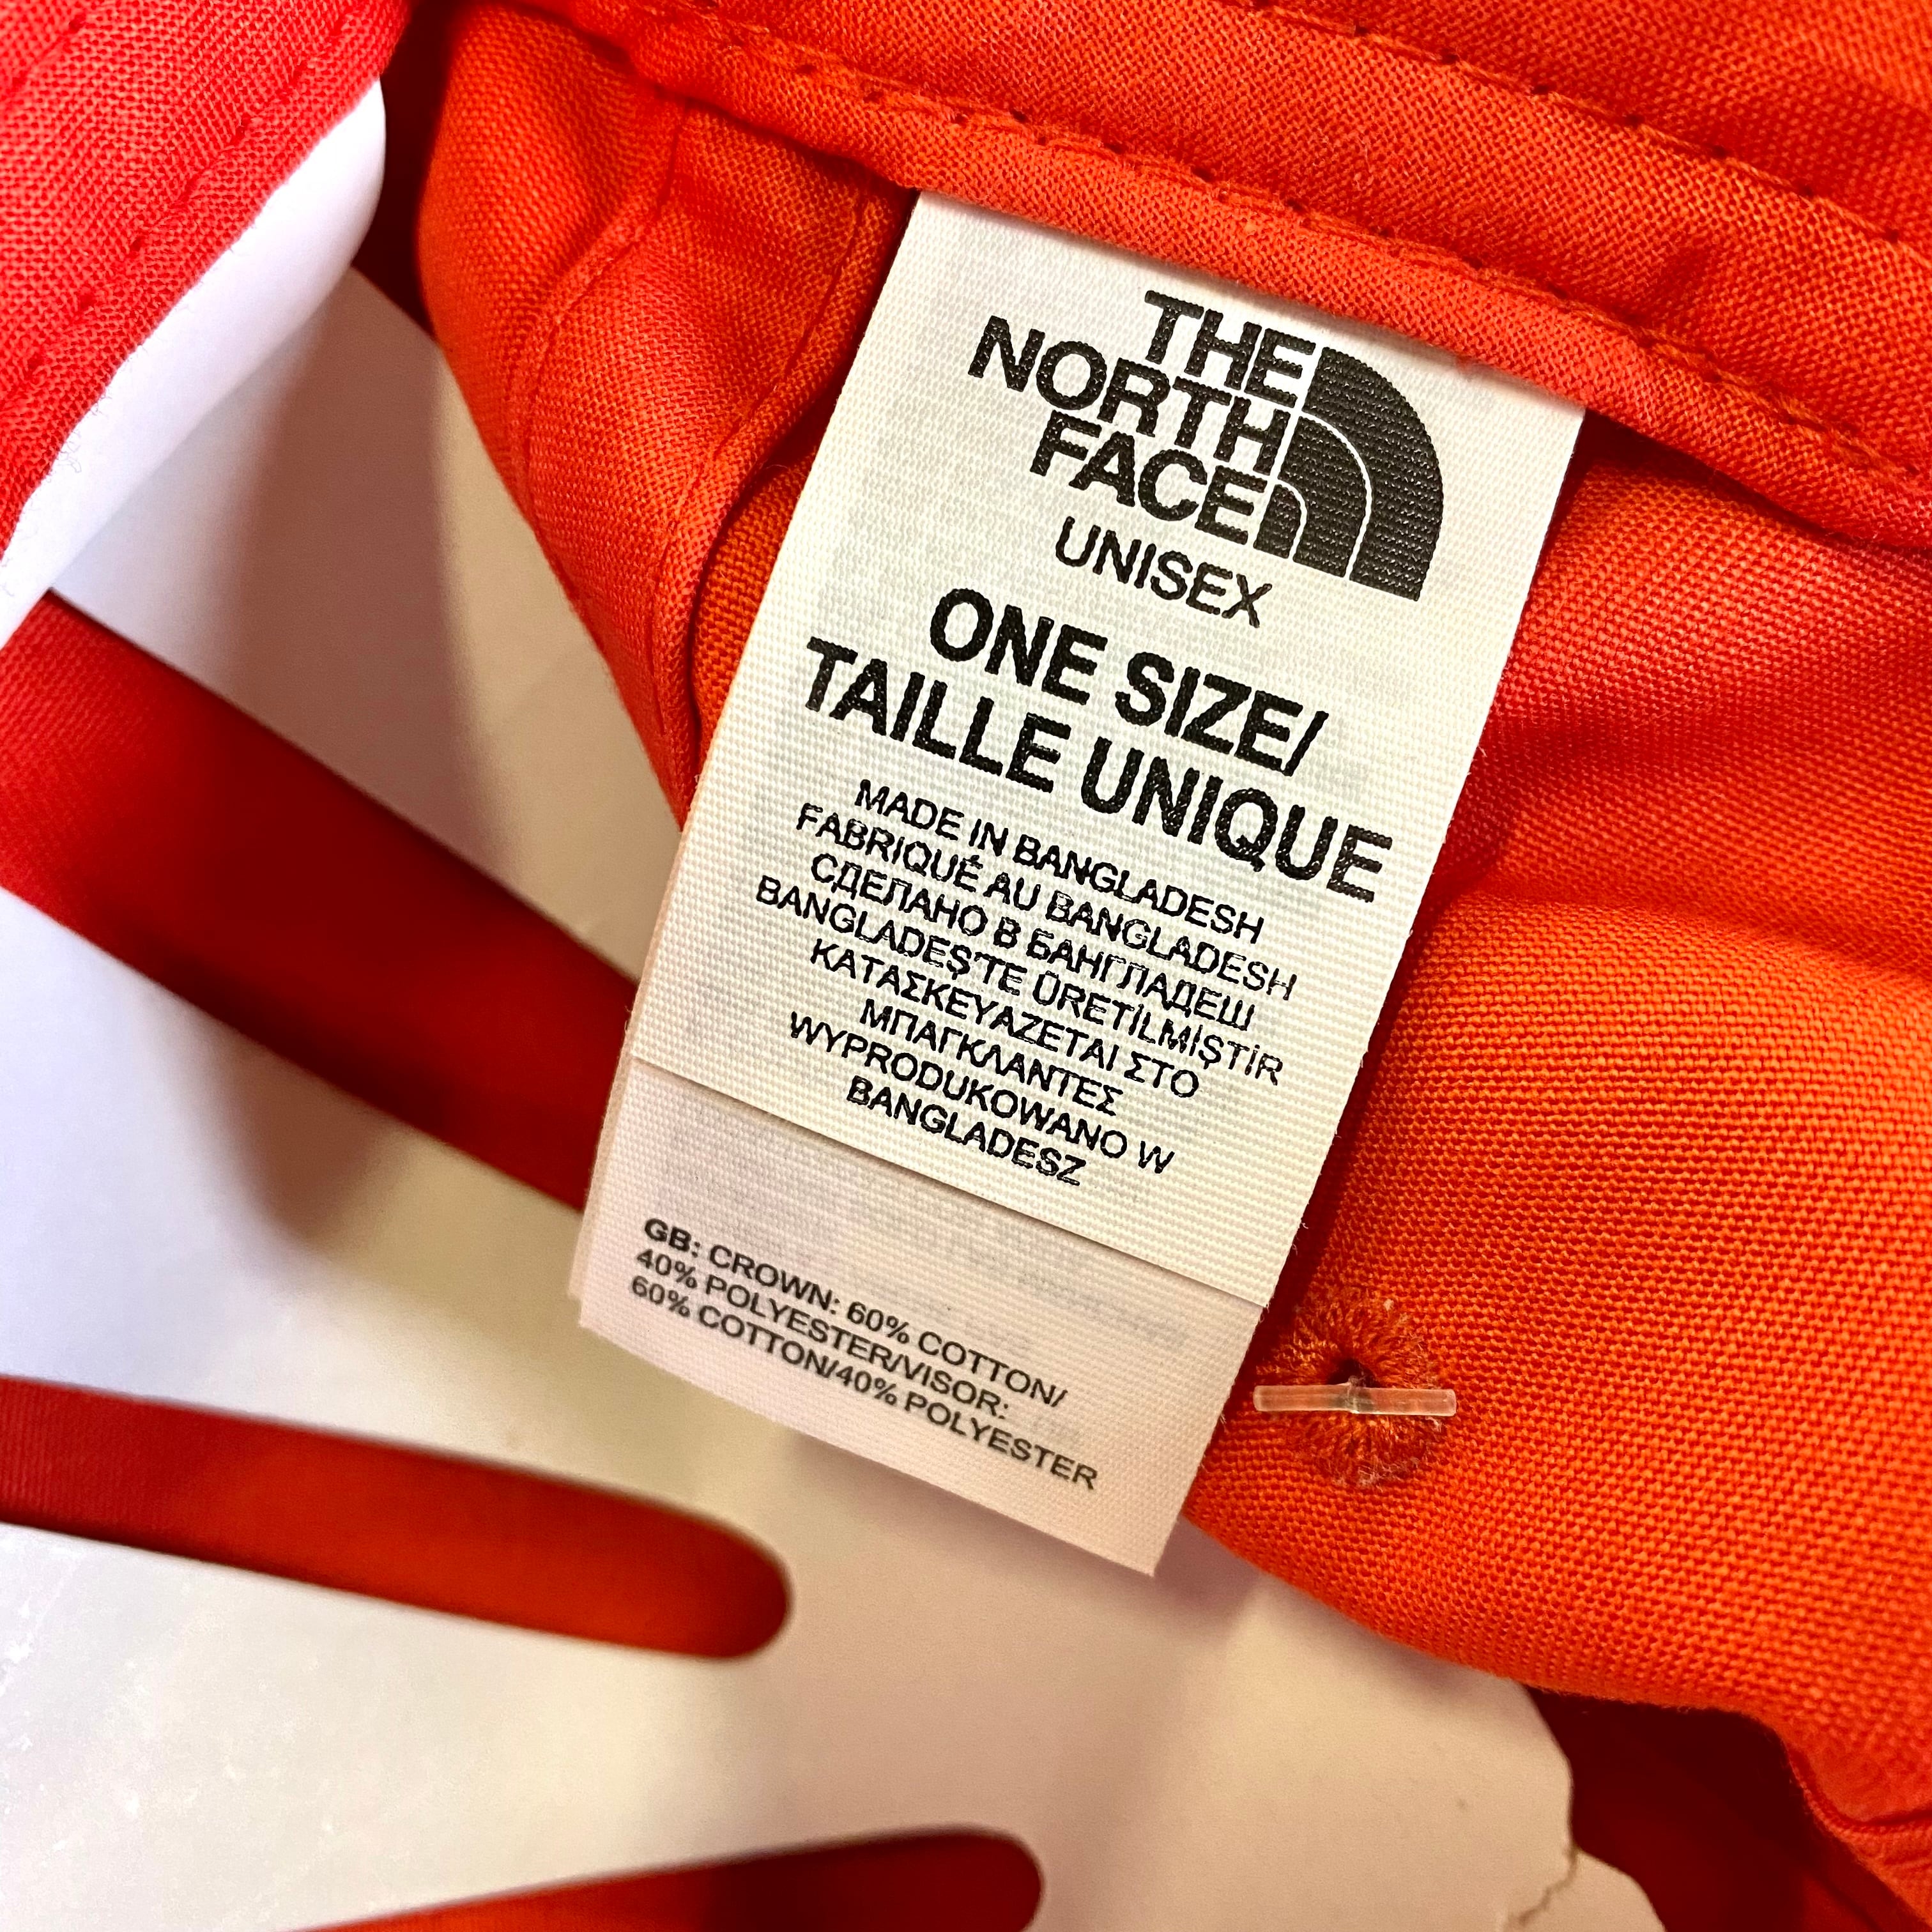 THE
NORTH
FACE
UNISEX
ONE SIZE/
TAILLE UNIQUE
MADE IN BANGLADESH
FABRIQUÉ AU BANGLADESH
СДЕЛАНО В БАНГЛАДЕШ
BANGLADEŞ'TE ÜRETİLMİŞTİR
ΚΑΤΑΣΚΕΥΑΖΕΤΑΙ ΣΤΟ
ΜΠΑΓΚΛΑΝΤΕΣ
WYPRODUKOWANO W
BANGLADESZ
GB: CROWN: 60% COTTON/
40% POLYESTER/VISOR:
60% COTTON/40% POLYESTER